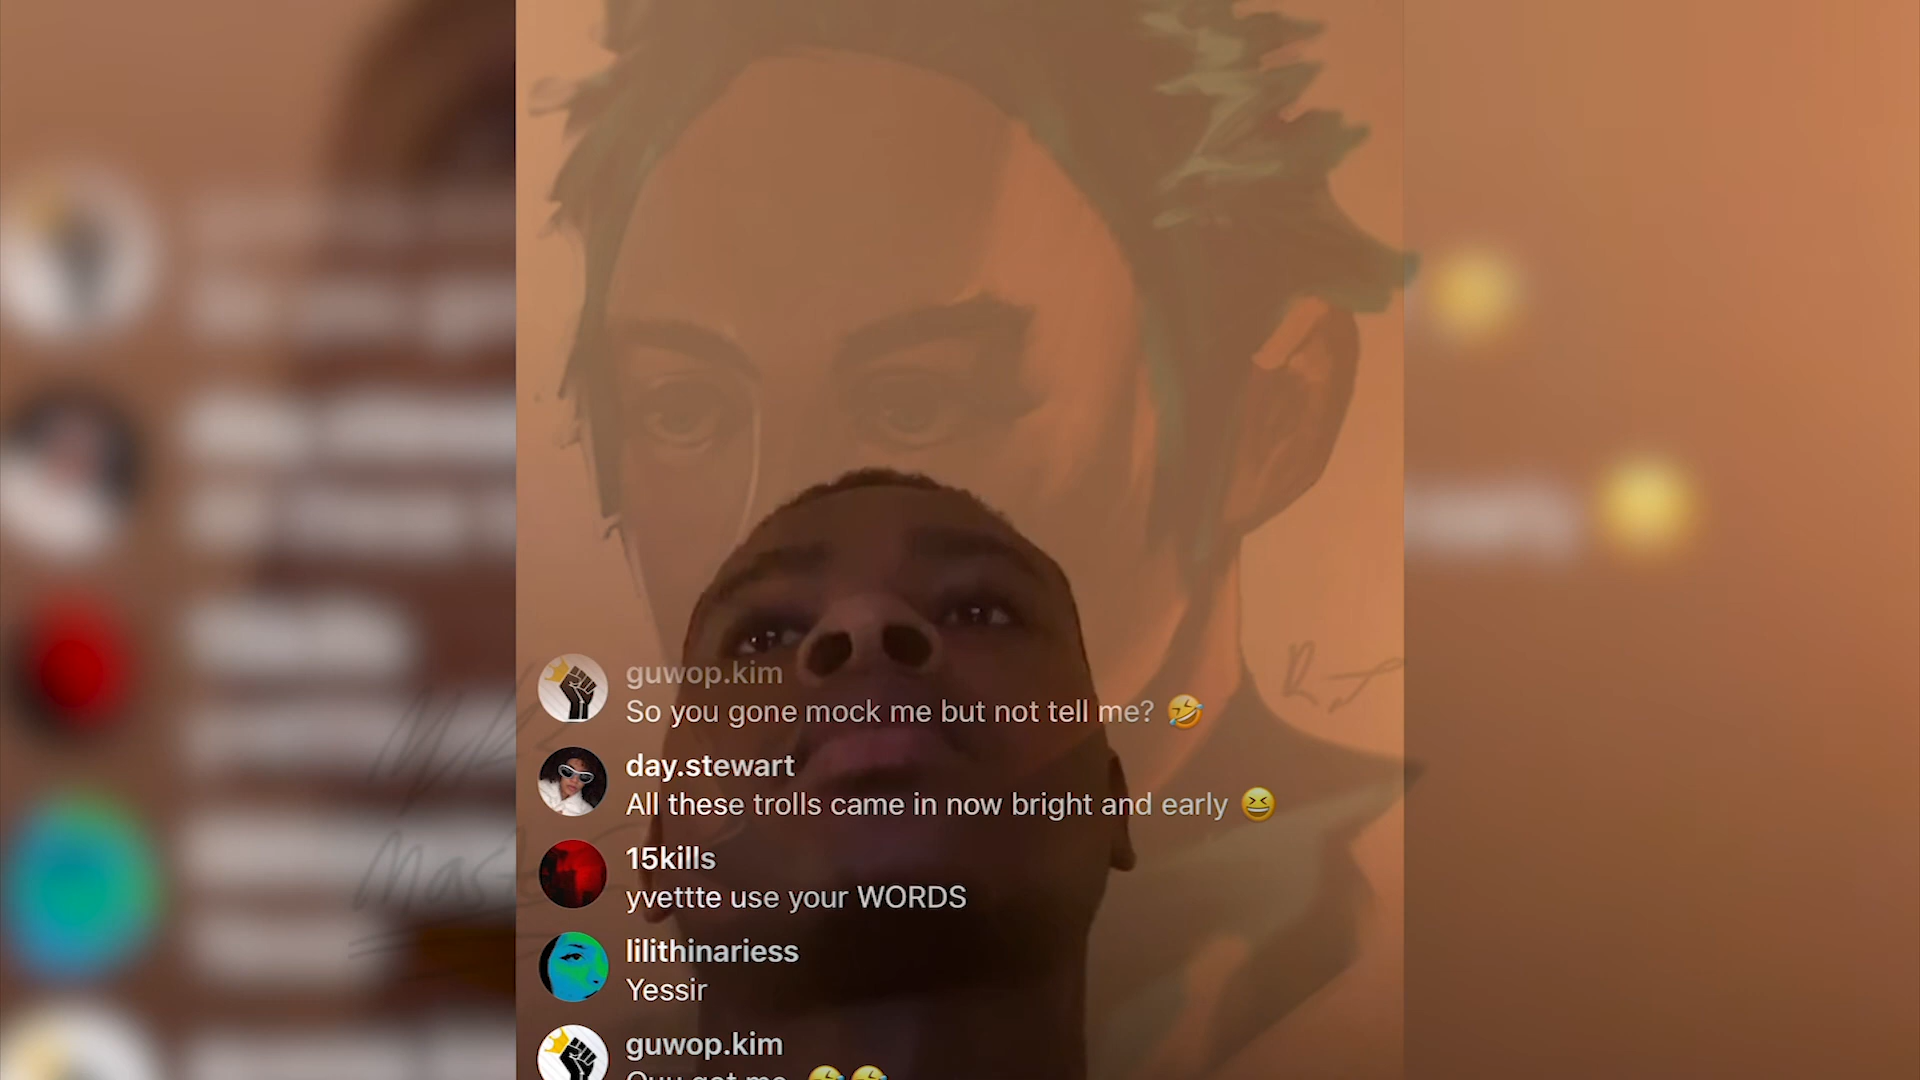 guwop.kim
So you gone mock me but not tell me? 🤣
day.stewart
All these trolls came in now bright and early 😆
15kills
yvettte use your WORDS
lilithinariess
Yessir
guwop.kim